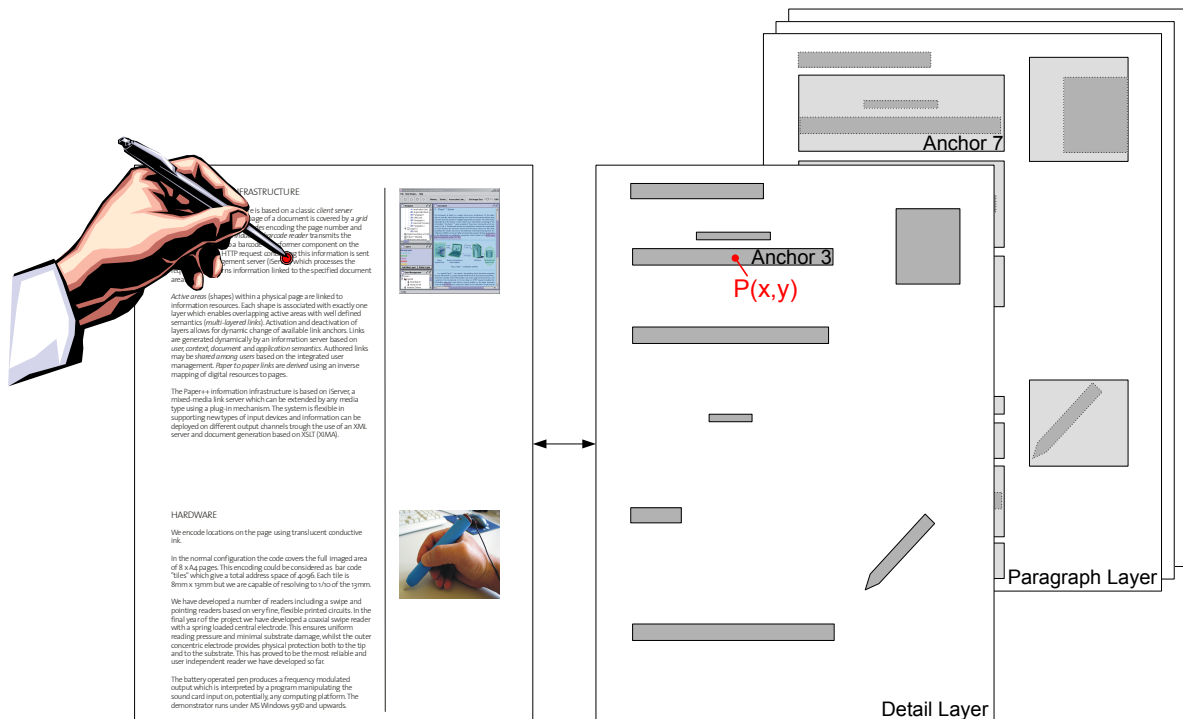 FRASTRUCTURE
e is based on a classic client server
page of a document is covered by a grid
encoding the page number and
barcode reader transmits the
a barcode former component on the
HTTP request con this information is sent
gement server (iSer which processes the
rns information linked to the specified document
area
Active areas (shapes) within a physical page are linked to
information resources. Each shape is associated with exactly one
layer which enables overlapping active areas with well defined
semantics (multi-layered links). Activation and deactivation of
layers allows for dynamic change of available link anchors. Links
are generated dynamically by an information server based on
user, context, document and application semantics. Authored links
may be shared among users based on the integrated user
management. Paper to paper links are derived using an inverse
mapping of digital resources to pages.
The Paper++ information infrastructure is based on iServer, a
mixed-media link server which can be extended by any media
type using a plug-in mechanism. The system is flexible in
supporting new types of input devices and information can be
deployed on different output channels trough the use of an XML
server and document generation based on XSLT (XIMA).
HARDWARE
We encode locations on the page using translucent conductive
ink.
In the normal configuration the code covers the full imaged area
of 8 x A4 pages. This encoding could be considered as bar code
"tiles" which give a total address space of 4096. Each tile is
8mm x 13mm but we are capable of resolving to 1/10 of the 13mm.
We have developed a number of readers including a swipe and
pointing readers based on very fine, flexible printed circuits. In the
final year of the project we have developed a coaxial swipe reader
with a spring loaded central electrode. This ensures uniform
reading pressure and minimal substrate damage, whilst the outer
concentric electrode provides physical protection both to the tip
and to the substrate. This has proved to be the most reliable and
user independent reader we have developed so far.
The battery operated pen produces a frequency modulated
output which is interpreted by a program manipulating the
sound card input on, potentially, any computing platform. The
demonstrator runs under MS Windows 95® and upwards.
Anchor 3
P(x,y)
Detail Layer
Anchor 7
Paragraph Layer